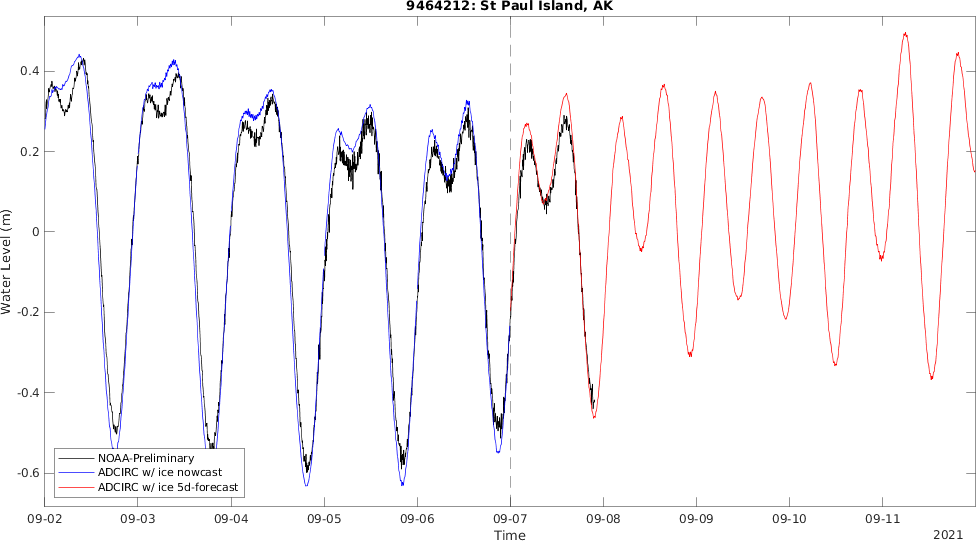 9464212: St Paul Island, AK
Water Level (m)
0.4
0.2
0
-0.2
-0.4
-0.6
NOAA-Preliminary
ADCIRC w/ ice nowcast
ADCIRC w/ ice 5d-forecast
09-02 09-03 09-04 09-05 09-06 09-07 09-08 09-09 09-10 09-11
Time
2021